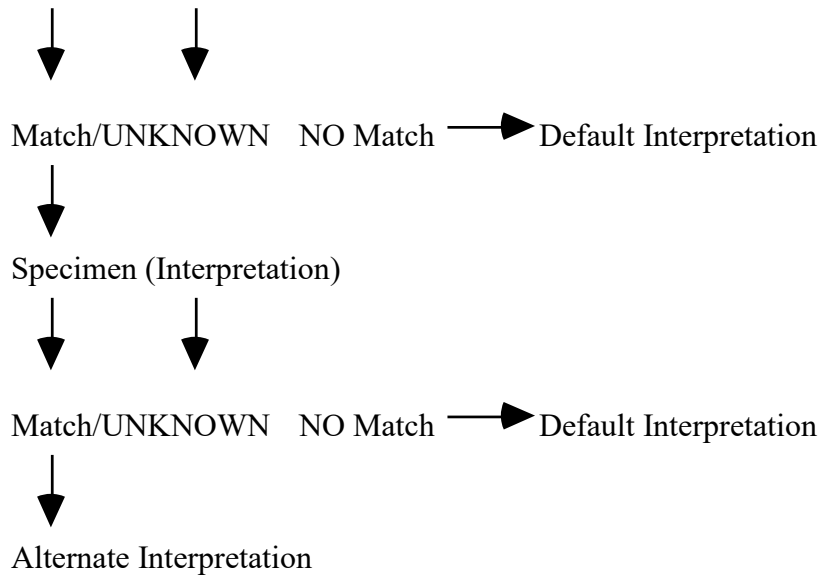 Match/UNKNOWN NO Match Default Interpretation
Specimen (Interpretation)
Match/UNKNOWN NO Match Default Interpretation
Alternate Interpretation